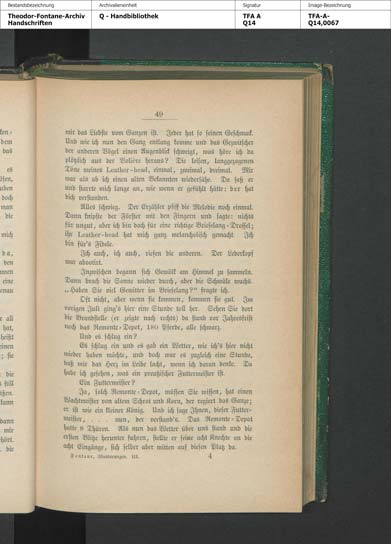 Bestandsbezeichnung
Archivalieneinheit
Signatur
Image-Bezeichnung
Theodor-Fontane-Archiv
Handschriften
Q - Handbibliothek
TFA A
Q14
TFA-A-
Q14,0067
49
mir das Liebste vom Ganzen ist. Jeder hat so seinen Geschmack.
Und wie ich nun den Gang entlang komme und das Gezwitscher
der anderen Vögel einen Augenblick schweigt, was höre ich da
plötzlich aus der Volière heraus? Die lösen, langgezogenen
Töne meines Leather-head, einmal, zweimal, dreimal. Mir
war als ob ich einen alten Bekannten wiedersähe. Da saß er
und starrte mich lange an, wie wenn er gefühlt hätte: der hat
dich verstanden.
Alles schwieg. Der Erzähler pfiff die Melodie noch einmal.
Dann knipste der Förster mit den Fingern und sagte: nichts
für ungut, aber ich bin doch für eine richtige Brieselang-Drossel;
ihr Leather-head hat mich ganz melancholisch gemacht. Ich
bin für's Fidele.
Ich auch, ich auch, riefen die anderen. Der Lederkopf
war abgethan.
Inzwischen begann sich Gewölk am Himmel zu sammeln.
Dann brach die Sonne wieder durch, aber die Schwüle wuchs.
„Haben Sie viel Gewitter im Brieselang?“ fragte ich.
Oft nicht, aber wenn sie kommen, kommen sie gut. Im
vorigen Juli ging's hier eine Stunde toll her. Sehen Sie dort
die Brandstelle (er zeigte nach rechts) da stand vor Jahresfrist
noch das Remonte-Depot, 180 Pferde, alle schwarz.
Und es schlug ein?
Es schlug ein und es gab ein Wetter, wie ich's hier nicht
wieder haben möchte, und doch war es zugleich eine Stunde,
daß mir das Herz im Leibe lacht, wenn ich daran denke. Da
habe ich gesehen, was ein preußischer Futtermeister ist.
Ein Futtermeister?
Ja, solch Remonte-Depot, müssen Sie wissen, hat einen
Wachtmeister von altem Schrot und Korn, der regiert das Ganze;
er ist wie ein kleiner König. Und ich sage Ihnen, dieser Futter-
meister, .... nun, der verstand's. Das Remonte-Depot
hatte 8 Thüren. Als nun das Wetter über uns stand und die
ersten Blitze herunter fuhren, stellte er seine acht Knechte an die
acht Eingänge, sich selber aber mitten auf diesen Platz da.
Fontane, Wanderungen. III.
4